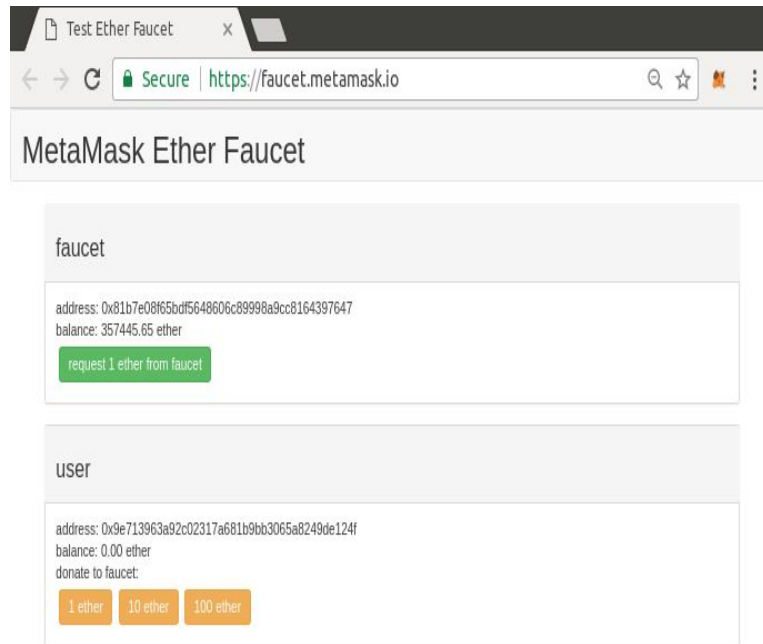 Test Ether Faucet
Secure | https://faucet.metamask.io
MetaMask Ether Faucet
faucet
address: 0x81b7e08f65bdf5648606c89998a9cc8164397647
balance: 357445.65 ether
request 1 ether from faucet
user
address: 0x9e713963a92c02317a681b9bb3065a8249de124f
balance: 0.00 ether
donate to faucet:
1 ether 10 ether 100 ether